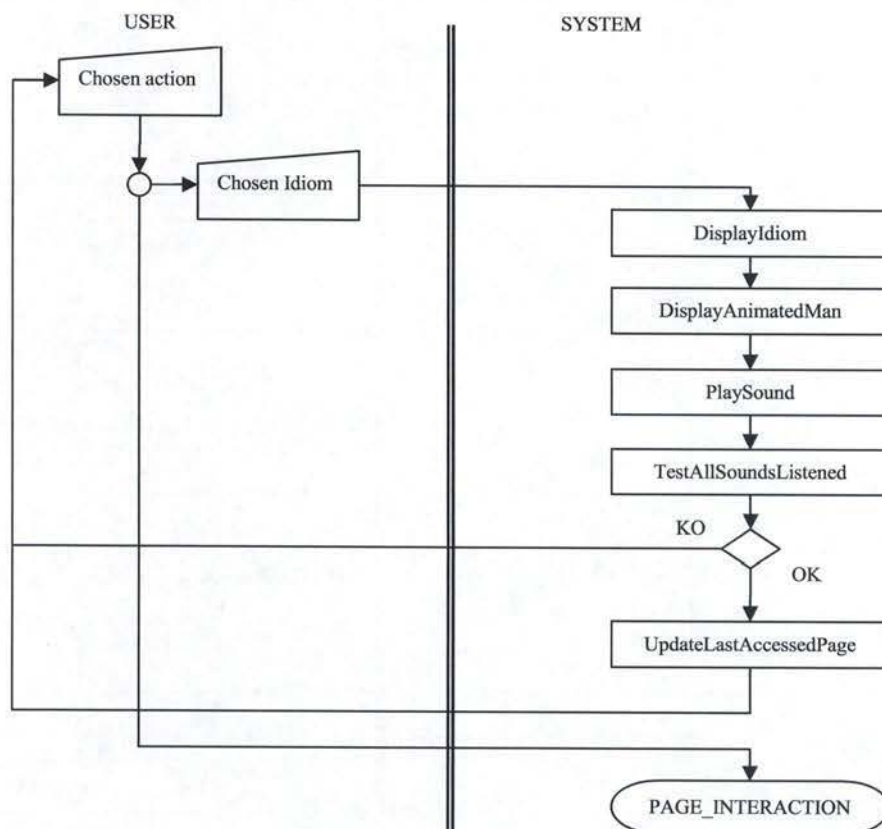 USER
SYSTEM
Chosen action
Chosen Idiom
DisplayIdiom
DisplayAnimatedMan
PlaySound
TestAllSoundsListened
KO
OK
UpdateLastAccessedPage
PAGE_INTERACTION